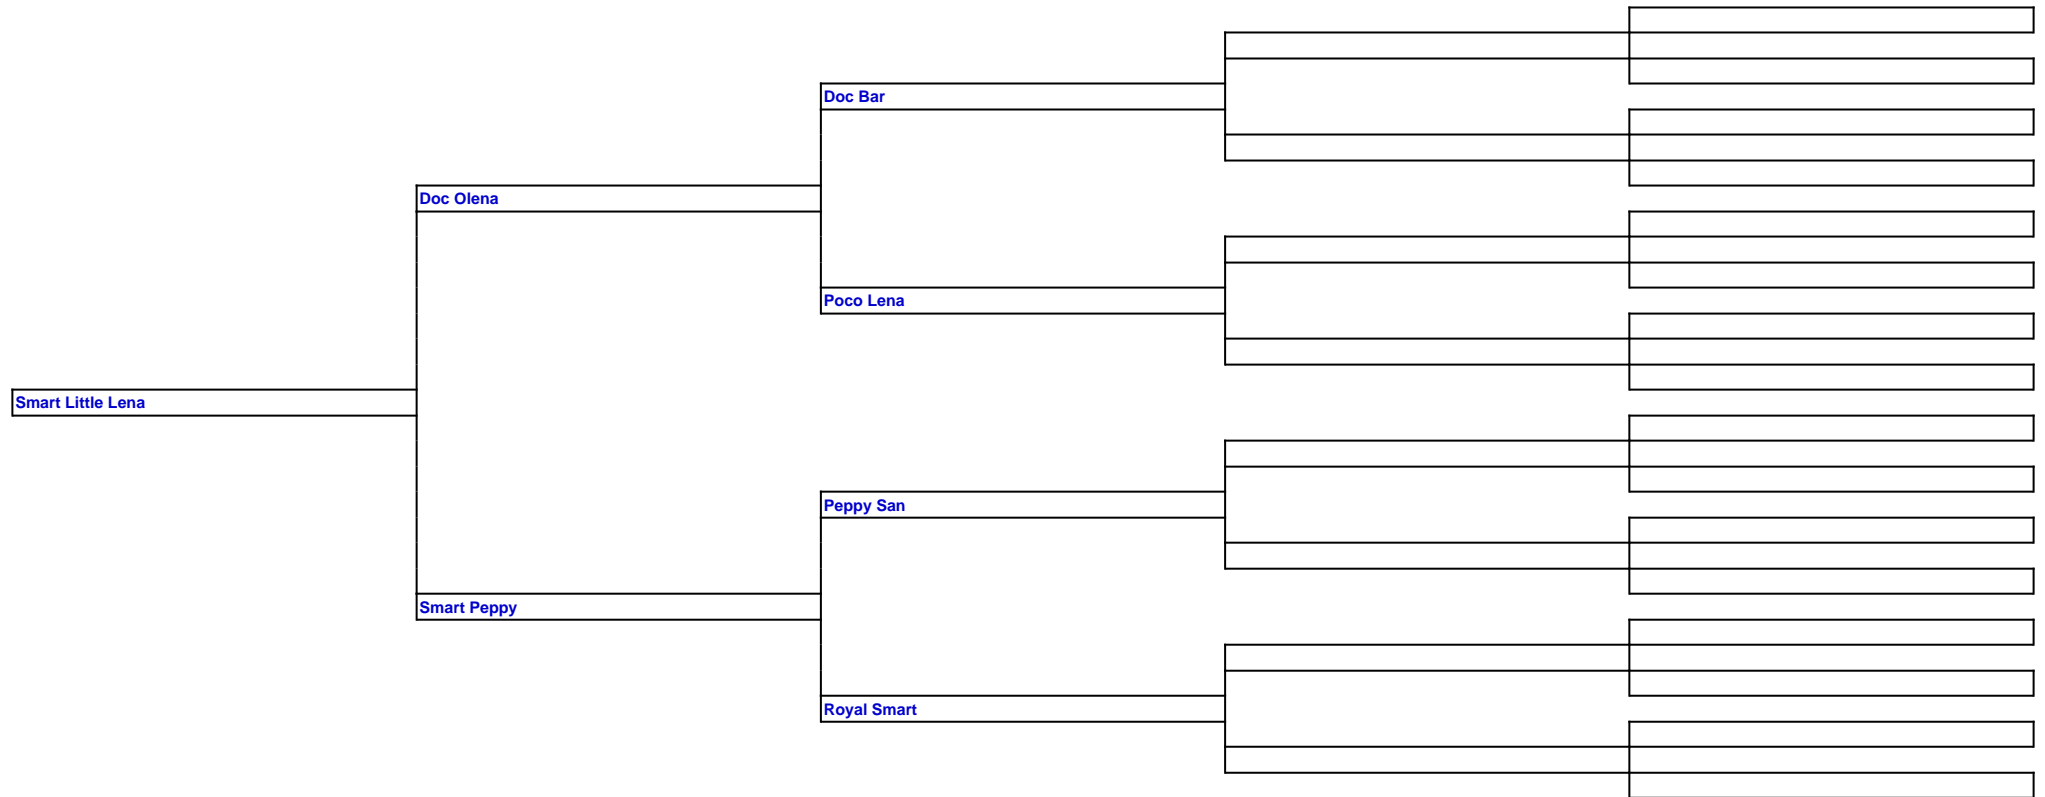 Doc Bar
Doc Olena
Poco Lena
Smart Little Lena
Peppy San
Smart Peppy
Royal Smart